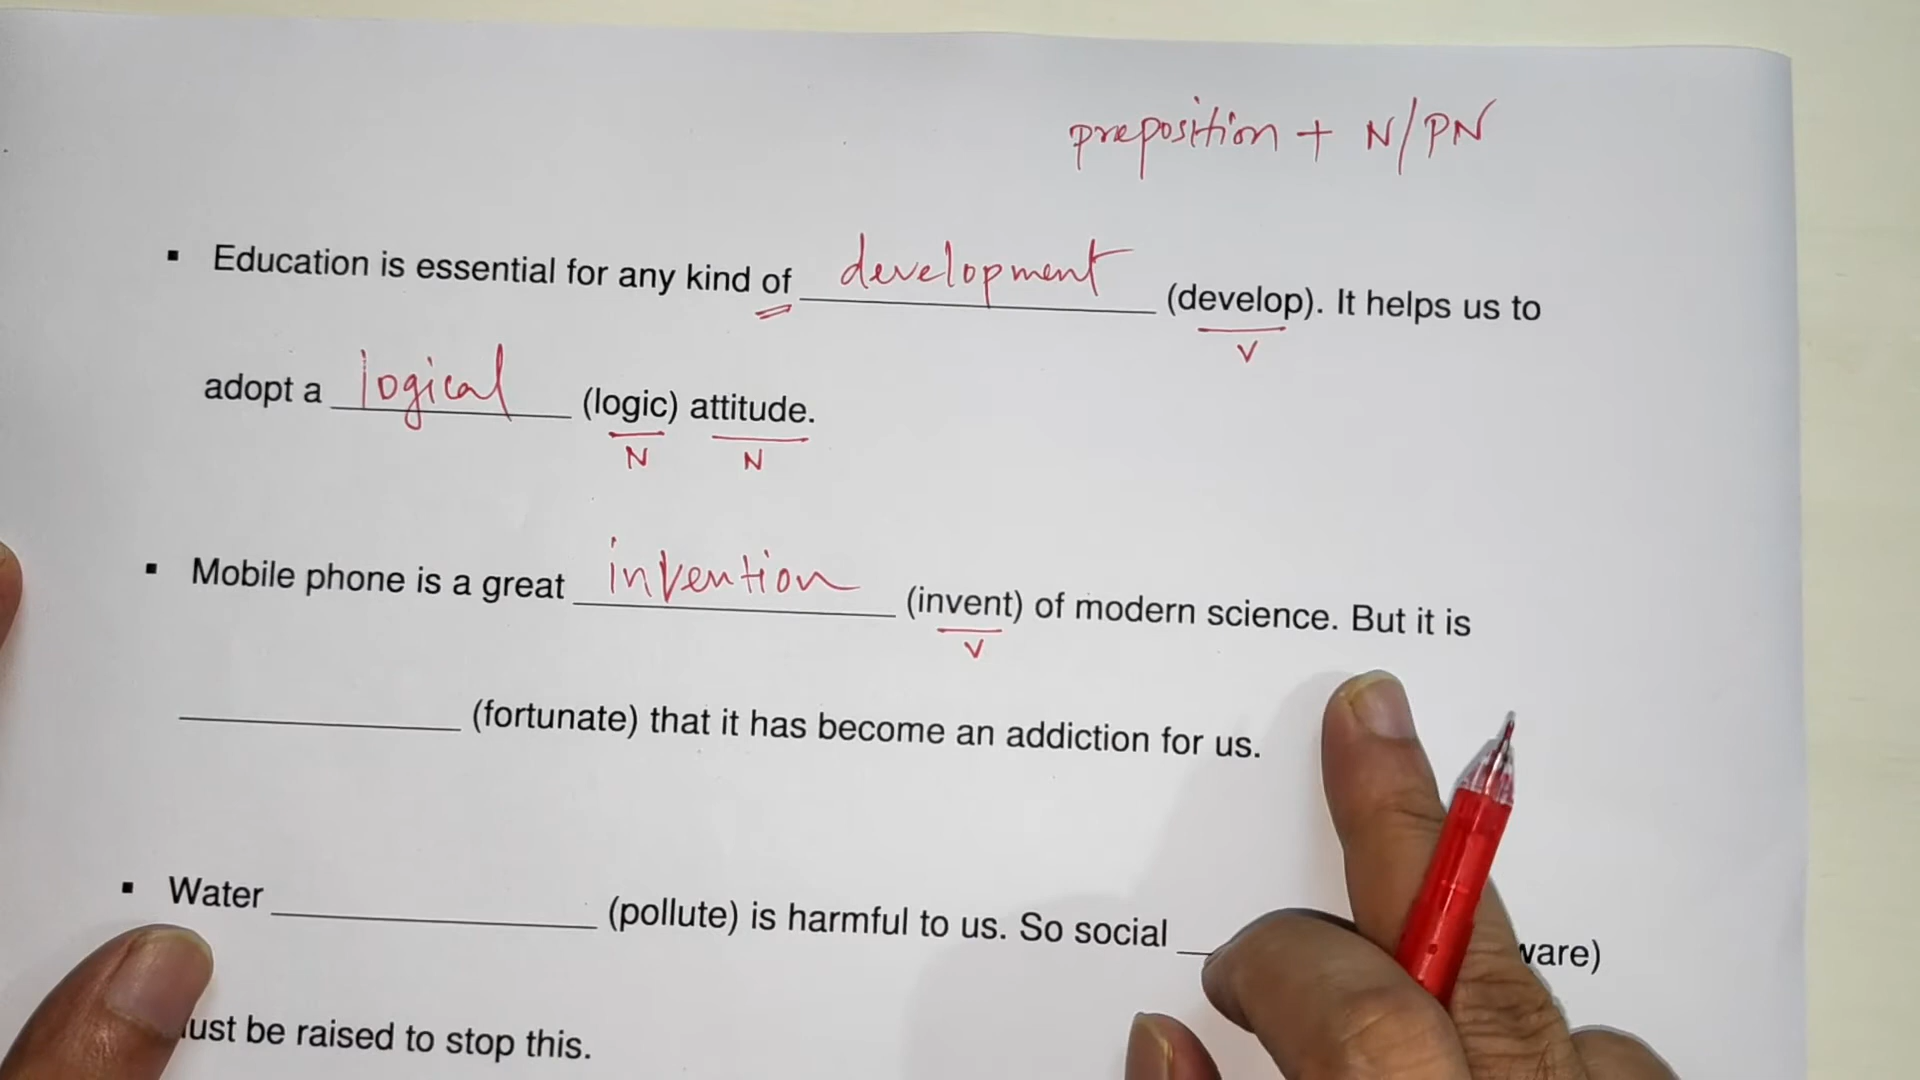 preposition + N/PN
▪ Education is essential for any kind of development (develop). It helps us to
V
adopt a logical (logic) attitude.
N N
▪ Mobile phone is a great invention (invent) of modern science. But it is
V
____________ (fortunate) that it has become an addiction for us.
▪ Water ____________ (pollute) is harmful to us. So social
be raised to stop this.